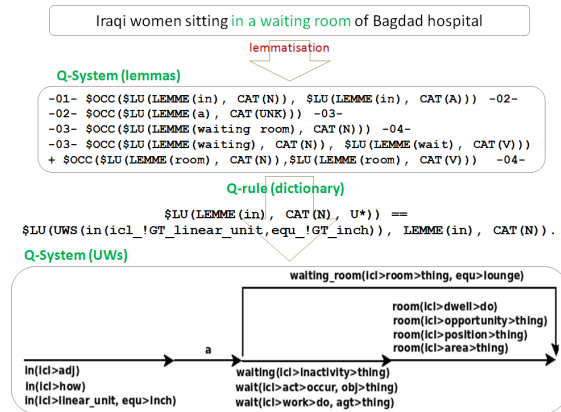 Iraqi women sitting in a waiting room of Bagdad hospital
lemmatisation
Q-System (lemmas)
-01- $OCC($LU(LEMME(in), CAT(N)), $LU(LEMME(in), CAT(A))) -02-
-02- $OCC($LU(LEMME(a), CAT(UNK))) -03-
-03- $OCC($LU(LEMME(waiting room), CAT(N))) -04-
-03- $OCC($LU(LEMME(waiting), CAT(N)), $LU(LEMME(wait), CAT(V)))
+ $OCC($LU(LEMME(room), CAT(N)),$LU(LEMME(room), CAT(V))) -04-
Q-rule (dictionary)
$LU(LEMME(in), CAT(N), U*)) ==
$LU(UWS(in(icl_!GT_linear_unit,equ_!GT_inch)), LEMME(in), CAT(N)).
Q-System (UWs)
waiting_room(icl>room>thing, equ>lounge)
room(icl>dwell>do)
room(icl>opportunity>thing)
room(icl>position>thing)
room(icl>area>thing)
a
in(icl>adj)
in(icl>how)
in(icl>linear_unit, equ>inch)
waiting(icl>inactivity>thing)
wait(icl>act>occur, obj>thing)
wait(icl>work>do, agt>thing)